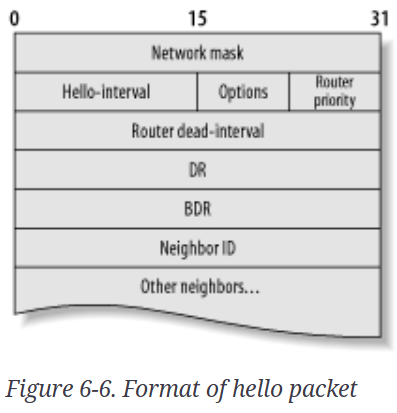 0 15 31
Network mask
Hello-interval Options Router priority
Router dead-interval
DR
BDR
Neighbor ID
Other neighbors...
Figure 6-6. Format of hello packet